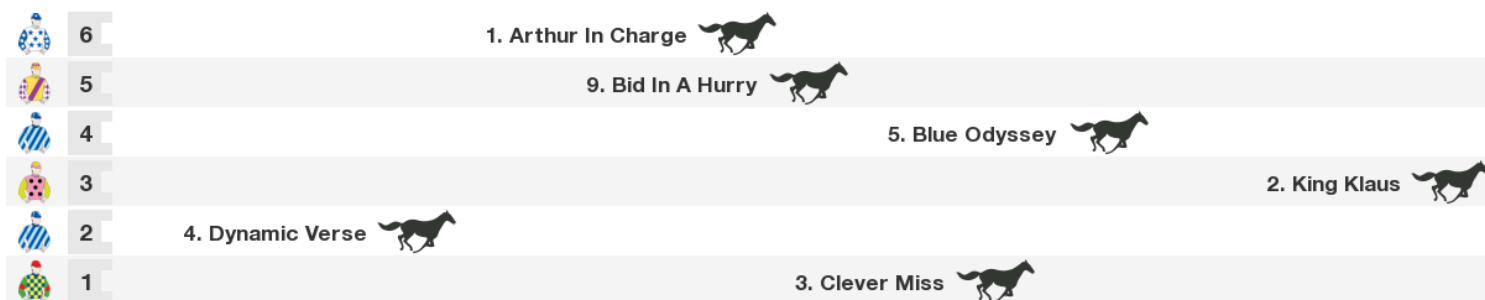 6 1. Arthur In Charge
5 9. Bid In A Hurry
4 5. Blue Odyssey
3 2. King Klaus
2 4. Dynamic Verse
1 3. Clever Miss